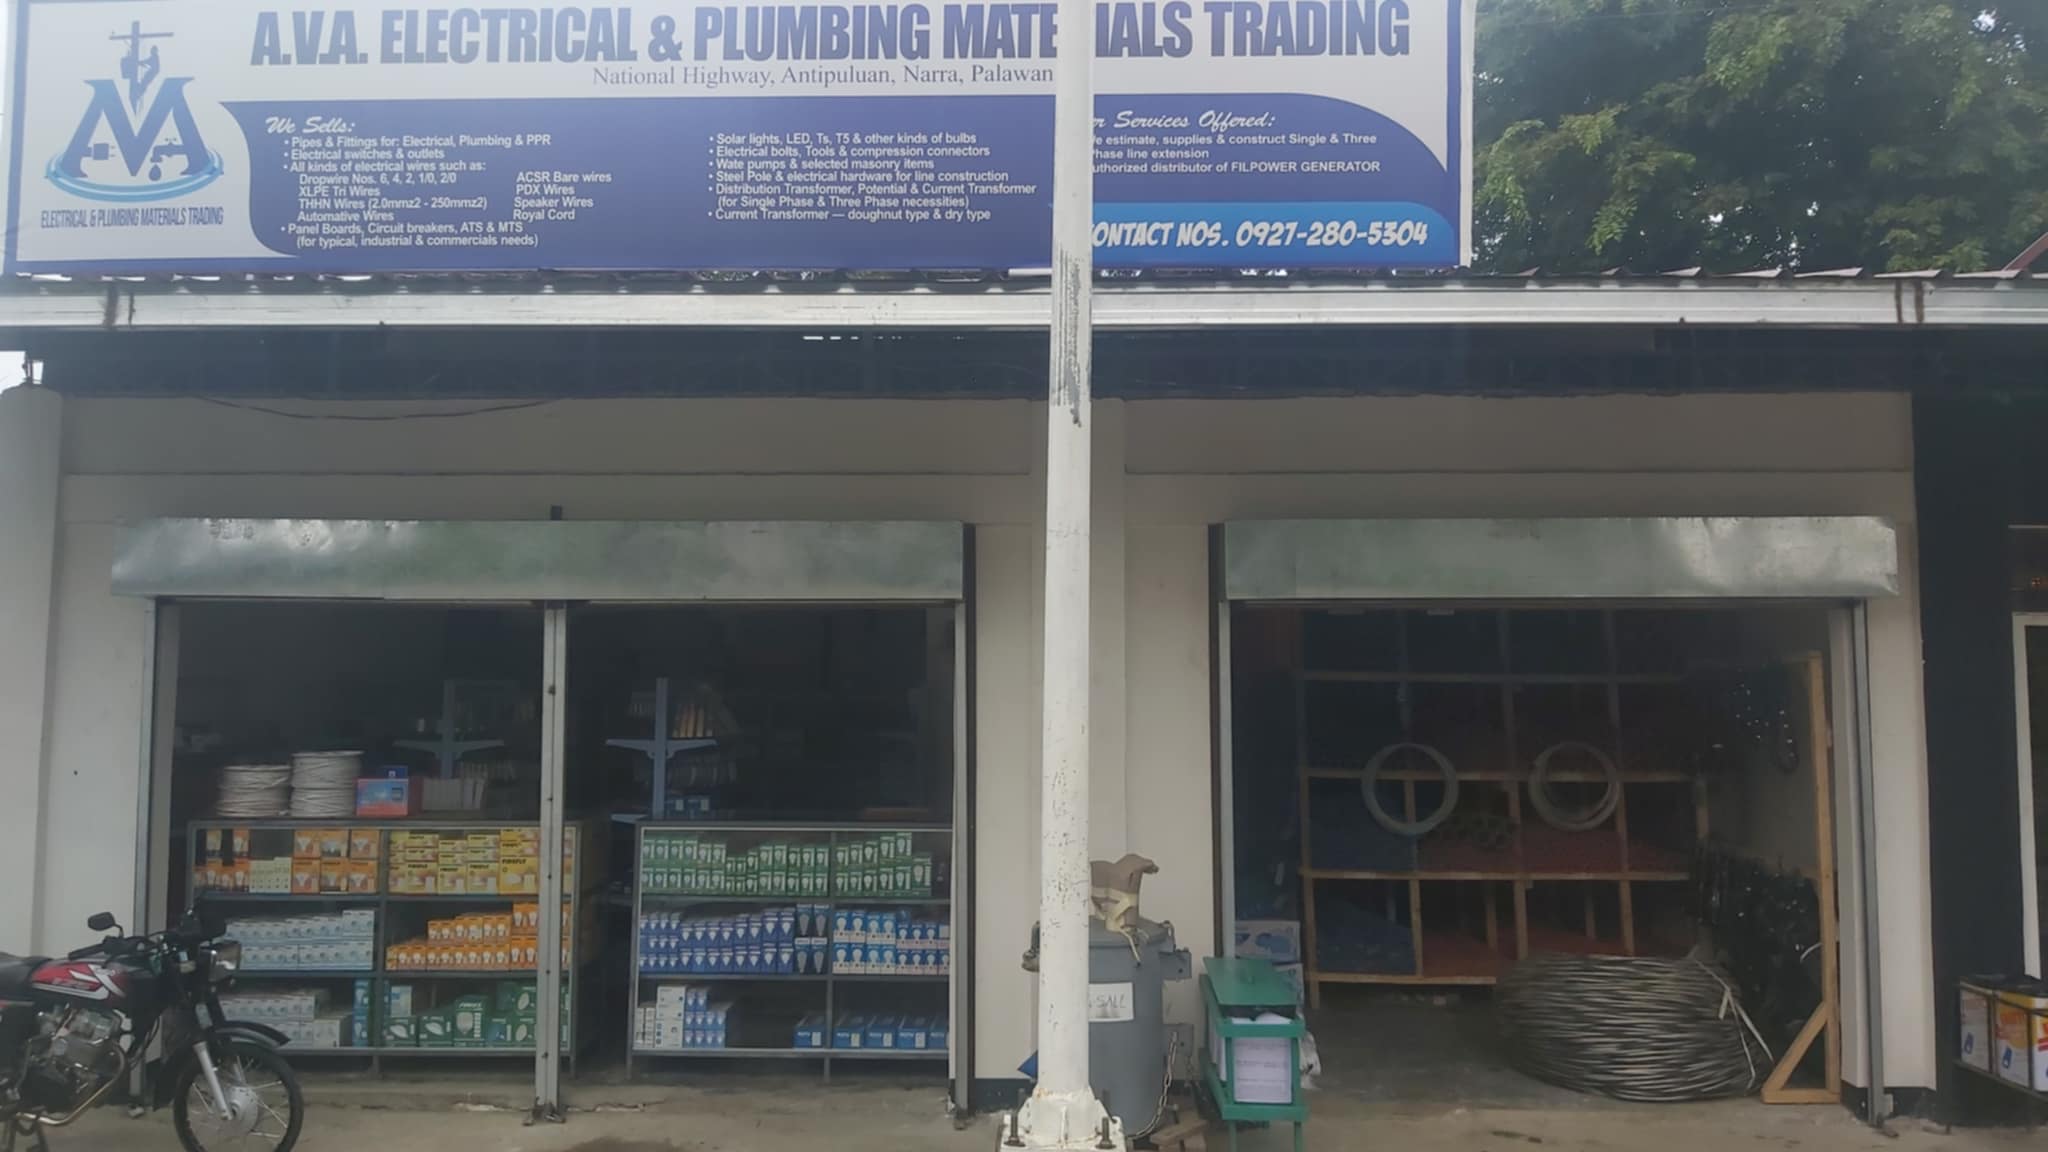 A.V.A. ELECTRICAL & PLUMBING MATE IALS TRADING
National Highway, Antipuluan, Narra, Palawan
ELECTRICAL & PLUMBING MATERIALS TRADING
We Sells:
• Pipes & Fittings for: Electrical, Plumbing & PPR
• Electrical switches & outlets
• All kinds of electrical wires such as:
Dropwire Nos. 6, 4, 2, 1/0, 2/0
XLPE Tri Wires
THHN Wires (2.0mmz2 - 250mmz2)
Automative Wires
ACSR Bare wires
PDX Wires
Speaker Wires
Royal Cord
• Panel Boards, Circuit breakers, ATS & MTS
(for typical, industrial & commercials needs)
• Solar lights, LED, Ts, T5 & other kinds of bulbs
• Electrical bolts, Tools & compression connectors
• Wate pumps & selected masonry items
• Steel Pole & electrical hardware for line construction
• Distribution Transformer, Potential & Current Transformer
(for Single Phase & Three Phase necessities)
• Current Transformer — doughnut type & dry type
r Services Offered:
e estimate, supplies & construct Single & Three
hase line extension
uthorized distributor of FILPOWER GENERATOR
ONTACT NOS. 0927-280-5304
FIREFLY